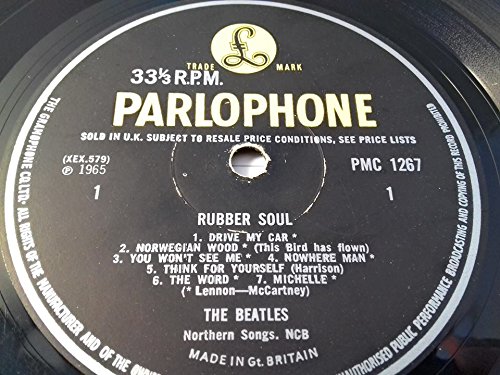 £
TRADE MARK
33⅓ R.P.M.
PARLOPHONE
SOLD IN U.K. SUBJECT TO RESALE PRICE CONDITIONS, SEE PRICE LISTS
(XEX.579)
℗ 1965
PMC 1267
1
1
RUBBER SOUL
1. DRIVE MY CAR *
2. NORWEGIAN WOOD * (This Bird has flown)
3. YOU WON'T SEE ME * 4. NOWHERE MAN *
5. THINK FOR YOURSELF (Harrison)
6. THE WORD * 7. MICHELLE *
(* Lennon—McCartney)
THE BEATLES
Northern Songs. NCB
MADE IN Gt. BRITAIN
THE GRAMOPHONE CO. LTD. ALL RIGHTS OF THE MANUFACTURER AND OF THE
AUTHORISED PUBLIC PERFORMANCE BROADCASTING AND COPYING OF THIS RECORD PROHIBITED